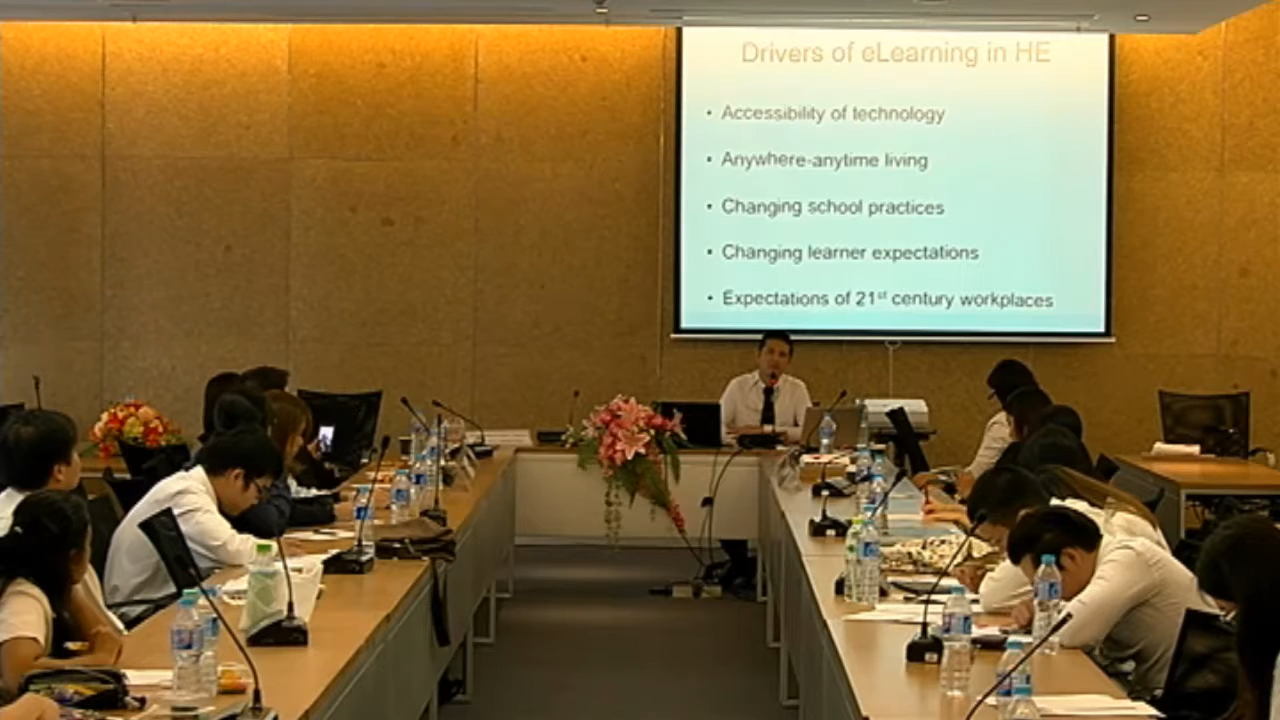 Drivers of eLearning in HE
• Accessibility of technology
• Anywhere-anytime living
• Changing school practices
• Changing learner expectations
• Expectations of 21st century workplaces